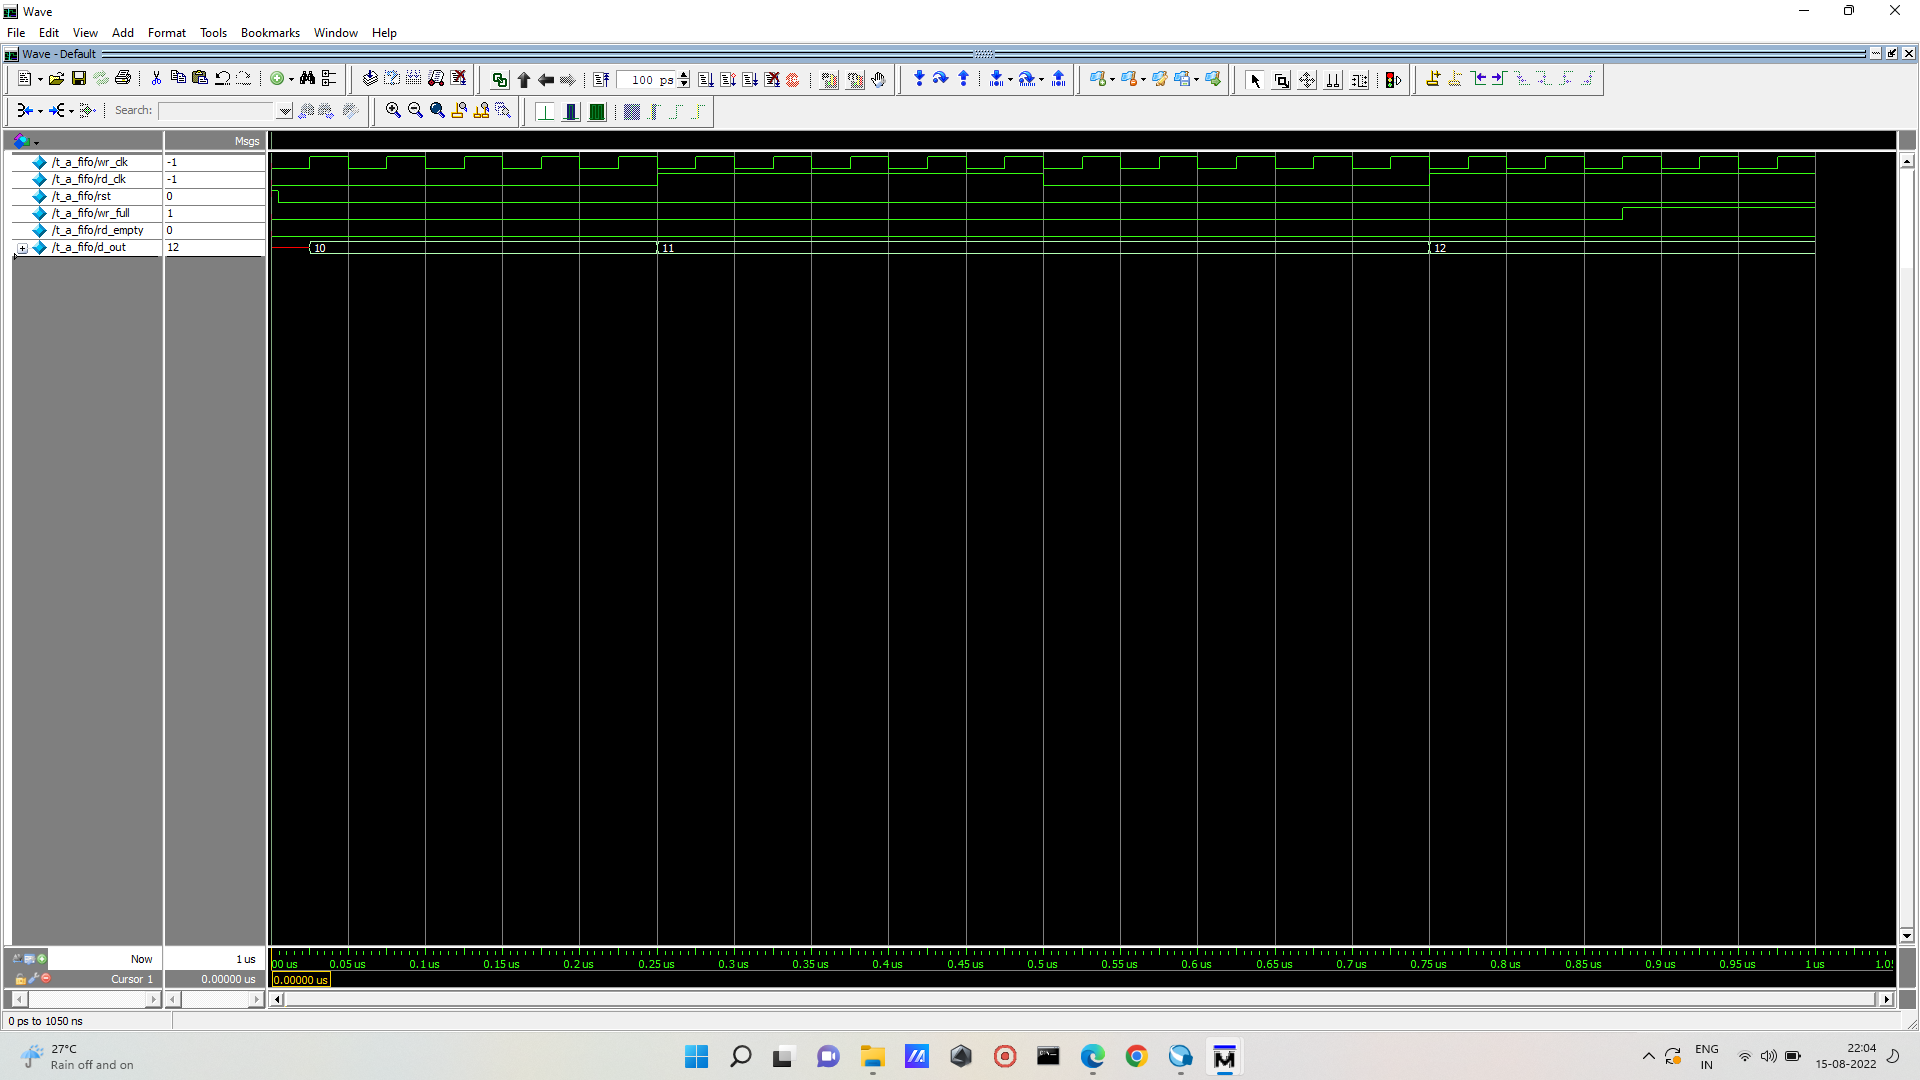 Wave
File Edit View Add Format Tools Bookmarks Window Help
Wave - Default
100 ps
Search:
Msgs
/t_a_fifo/wr_clk -1
/t_a_fifo/rd_clk -1
/t_a_fifo/rst 0
/t_a_fifo/wr_full 1
/t_a_fifo/rd_empty 0
/t_a_fifo/d_out 12 10 11 12
Now 1 us 00 us 0.05 us 0.1 us 0.15 us 0.2 us 0.25 us 0.3 us 0.35 us 0.4 us 0.45 us 0.5 us 0.55 us 0.6 us 0.65 us 0.7 us 0.75 us 0.8 us 0.85 us 0.9 us 0.95 us 1 us 1.0
Cursor 1 0.00000 us 0.00000 us
0 ps to 1050 ns
27°C
Rain off and on
ENG
IN
22:04
15-08-2022